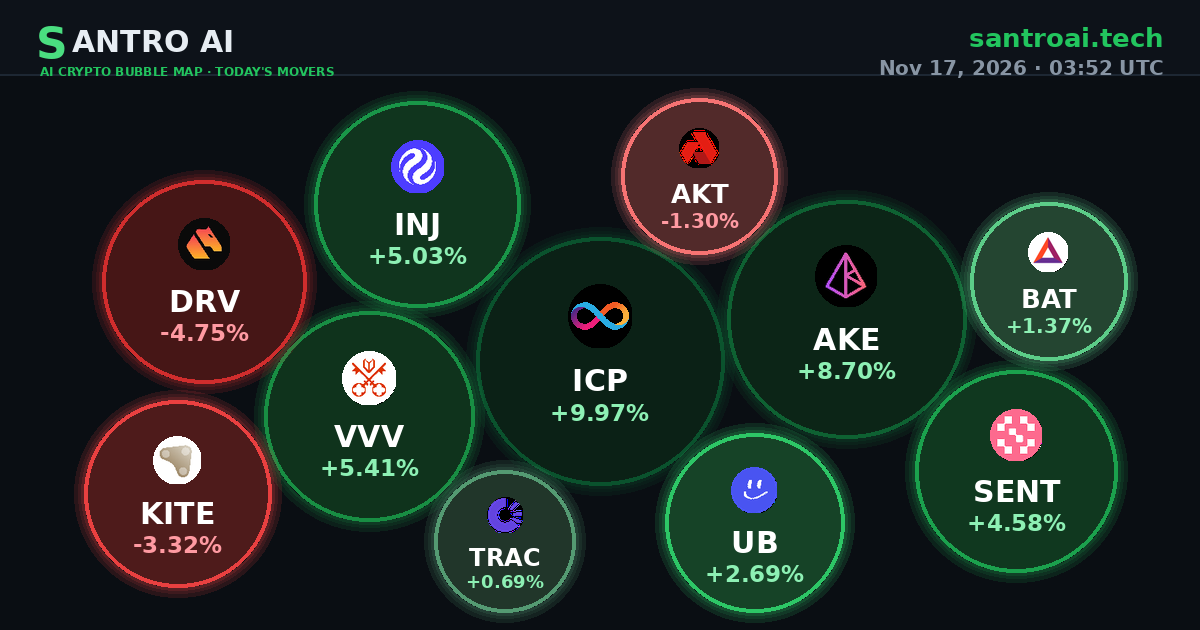 SANTRO AI
AI CRYPTO BUBBLE MAP · TODAY'S MOVERS
santroai.tech
Nov 17, 2026 · 03:52 UTC
INJ
+5.03%
AKT
-1.30%
DRV
-4.75%
ICP
+9.97%
AKE
+8.70%
BAT
+1.37%
VVV
+5.41%
KITE
-3.32%
TRAC
+0.69%
UB
+2.69%
SENT
+4.58%